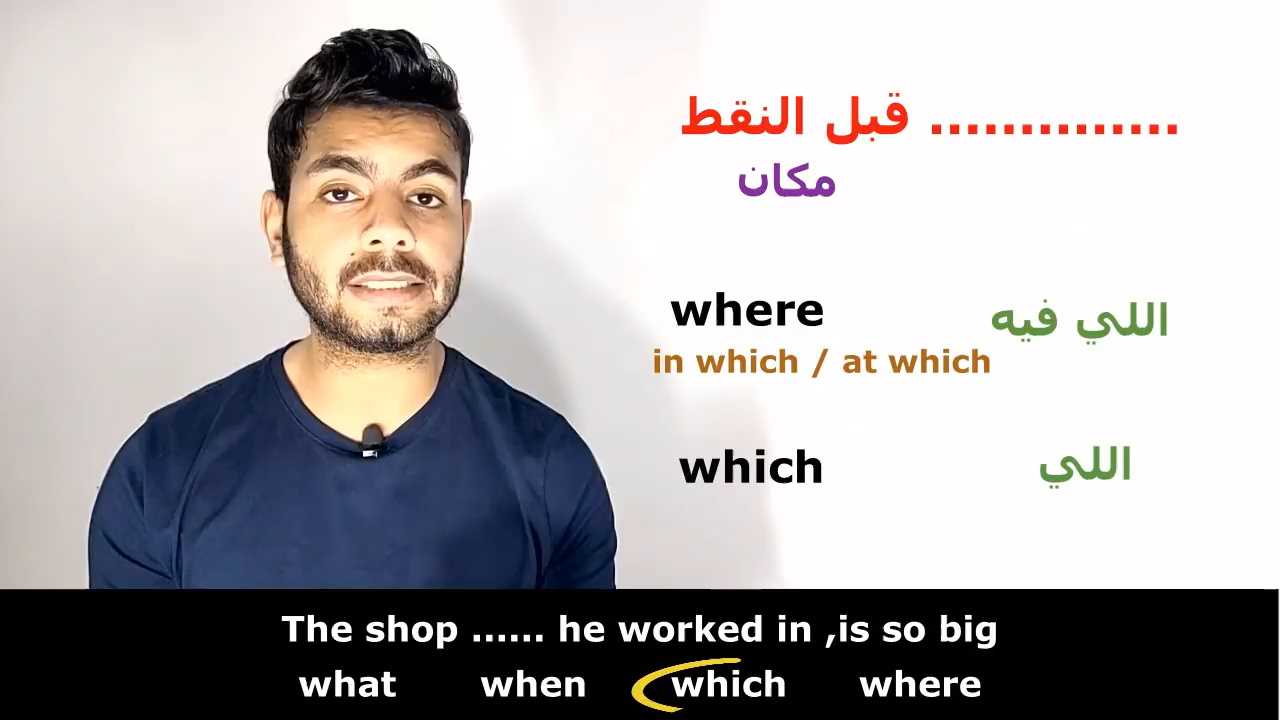 قبل النقط ..............
مكان
where اللي فيه
in which / at which
which اللي
The shop ...... he worked in ,is so big
what when which where